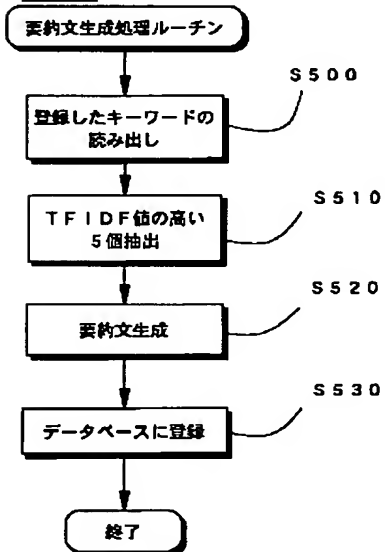 要約文生成処理ルーチン
S500
登録したキーワードの
読み出し
S510
TFIDF値の高い
5個抽出
S520
要約文生成
S530
データベースに登録
終了